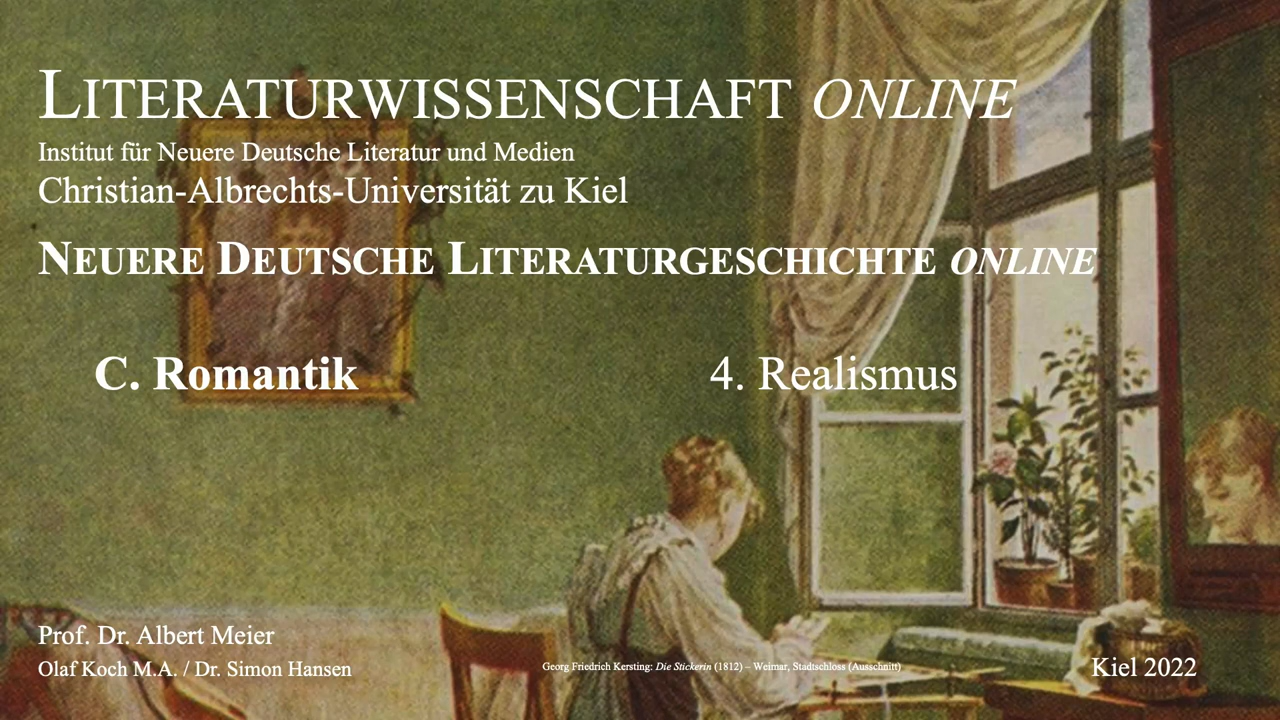 LITERATURWISSENSCHAFT ONLINE
Institut für Neuere Deutsche Literatur und Medien
Christian-Albrechts-Universität zu Kiel
NEUERE DEUTSCHE LITERATURGESCHICHTE ONLINE
C. Romantik
4. Realismus
Prof. Dr. Albert Meier
Olaf Koch M.A. / Dr. Simon Hansen
Georg Friedrich Kersting: Die Stickerin (1812) – Weimar, Stadtschloss (Ausschnitt)
Kiel 2022